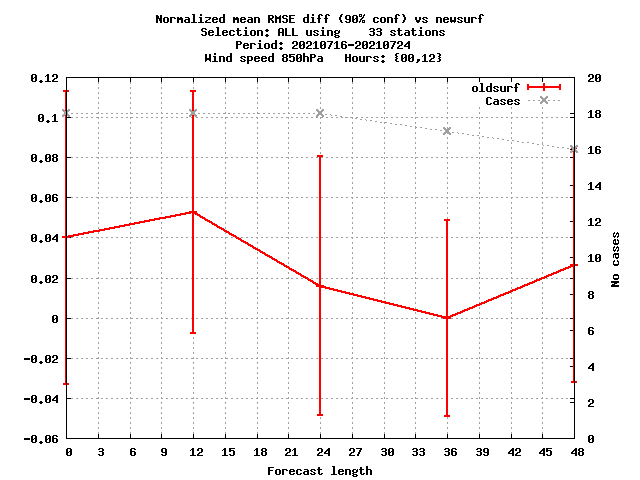 Normalized mean RMSE diff (90% conf) vs newsurf
Selection: ALL using    33 stations
Period: 20210716-20210724
Wind speed 850hPa   Hours: {00,12}
oldsurf
Cases
0.12
0.1
0.08
0.06
0.04
0.02
0
-0.02
-0.04
-0.06
20
18
16
14
12
10
8
6
4
2
0
No cases
0 3 6 9 12 15 18 21 24 27 30 33 36 39 42 45 48
Forecast length